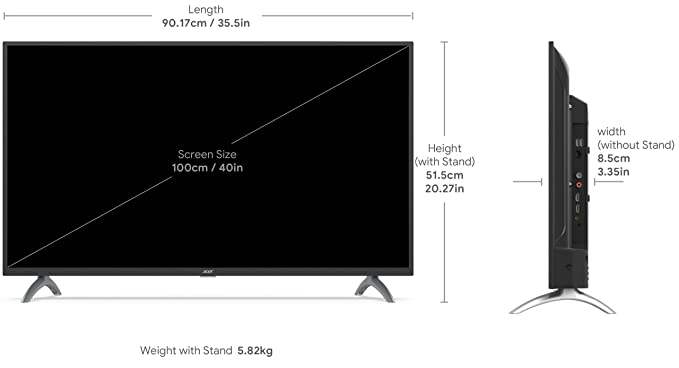 Length
90.17cm / 35.5in
Screen Size
100cm / 40in
acer
Height
(with Stand)
51.5cm
20.27in
width
(without Stand)
8.5cm
3.35in
Weight with Stand 5.82kg